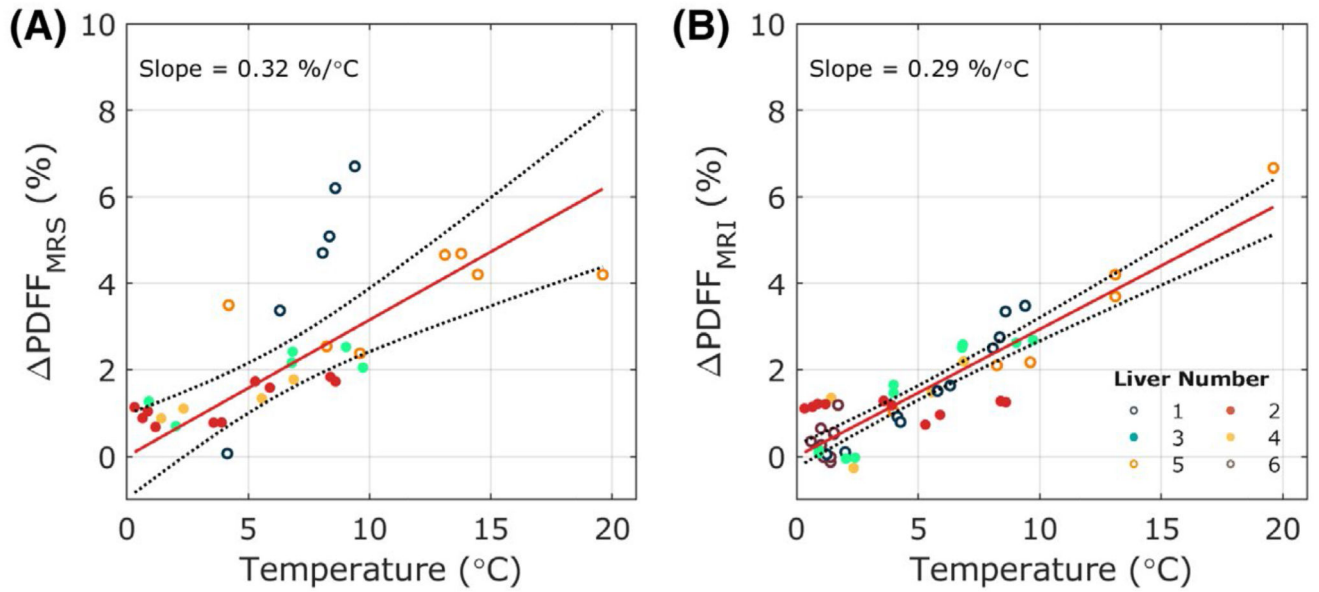 (A)
Slope = 0.32 %/°C
ΔPDFF_MRS (%)
10
8
6
4
2
0
0 5 10 15 20
Temperature (°C)
(B)
Slope = 0.29 %/°C
ΔPDFF_MRI (%)
10
8
6
4
2
0
Liver Number
1 2
3 4
5 6
0 5 10 15 20
Temperature (°C)